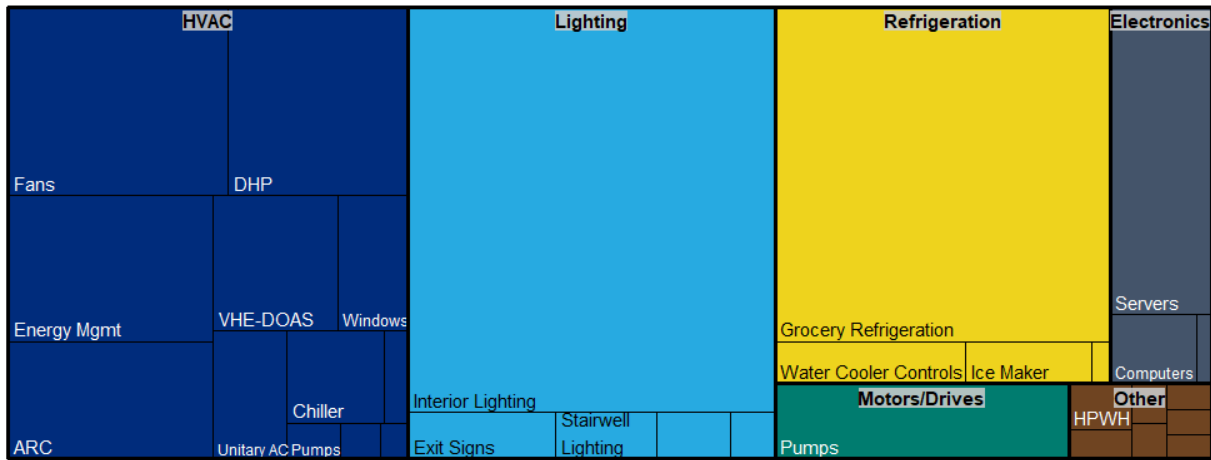 HVAC
Fans
DHP
Energy Mgmt
VHE-DOAS
Windows
ARC
Unitary AC
Chiller
Pumps
Lighting
Interior Lighting
Exit Signs
Stairwell
Lighting
Refrigeration
Grocery Refrigeration
Water Cooler Controls
Ice Maker
Electronics
Servers
Computers
Motors/Drives
Pumps
Other
HPWH